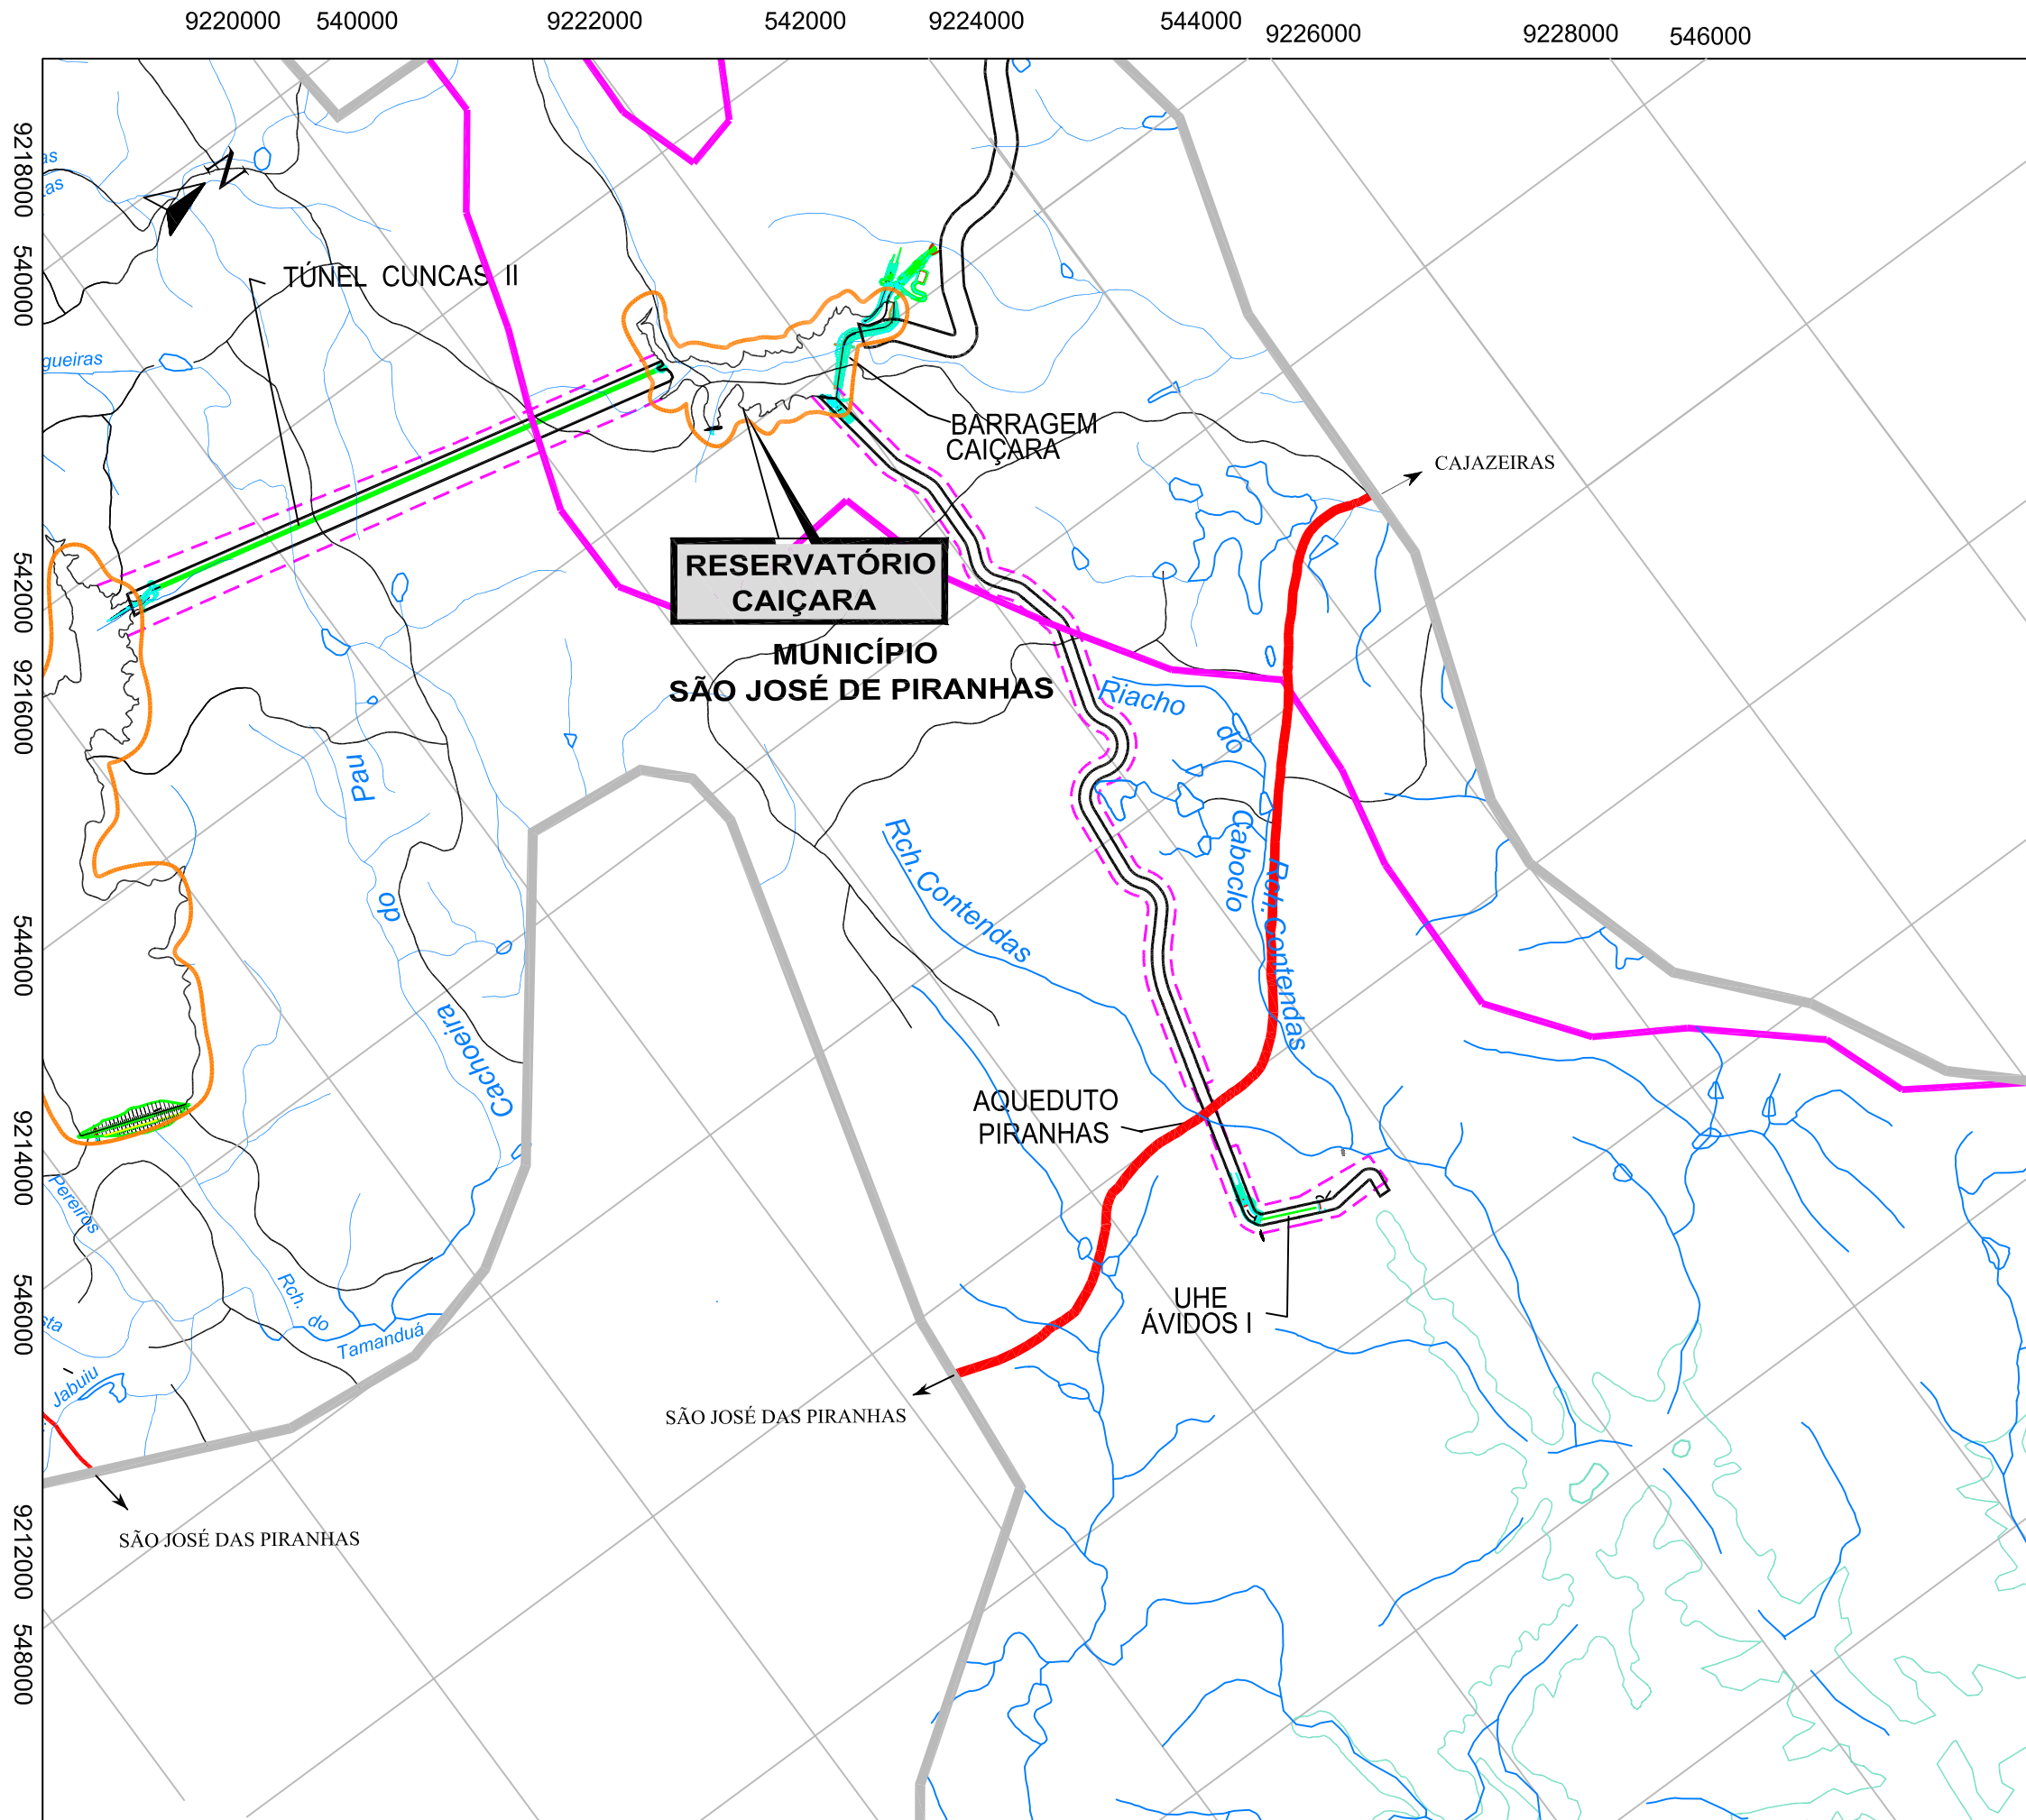 9220000 540000 9222000 542000 9224000 544000 9226000 9228000 546000
9218000
540000
542000
9216000
544000
9214000
546000
9212000
548000
as
as
N
TÚNEL CUNCAS II
gueiras
BARRAGEM
CAIÇARA
CAJAZEIRAS
RESERVATÓRIO
CAIÇARA
MUNICÍPIO
SÃO JOSÉ DE PIRANHAS
Riacho
do
Caboclo
Pau
do
Cachoeira
Rch. Contendas
Rch. Contendas
AQUEDUTO
PIRANHAS
Pereiros
Rch.
do
Tamanduá
sta
Jabuiu
UHE
ÁVIDOS I
SÃO JOSÉ DAS PIRANHAS
SÃO JOSÉ DAS PIRANHAS